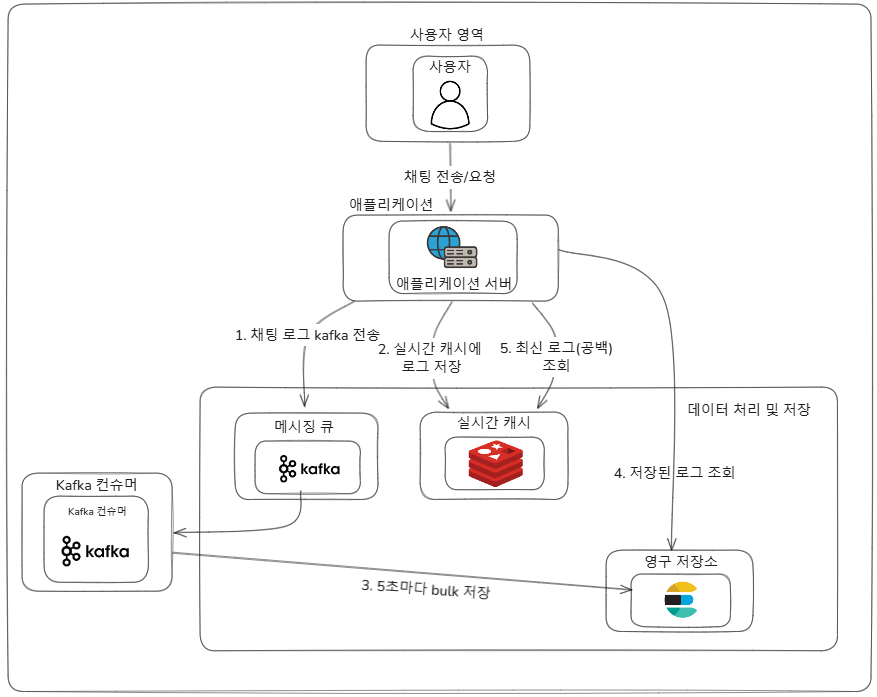 사용자 영역
사용자
채팅 전송/요청
애플리케이션
애플리케이션 서버
1. 채팅 로그 kafka 전송
2. 실시간 캐시에
로그 저장
5. 최신 로그(공백)
조회
데이터 처리 및 저장
메시징 큐
kafka
실시간 캐시
4. 저장된 로그 조회
Kafka 컨슈머
Kafka 컨슈머
kafka
영구 저장소
3. 5초마다 bulk 저장